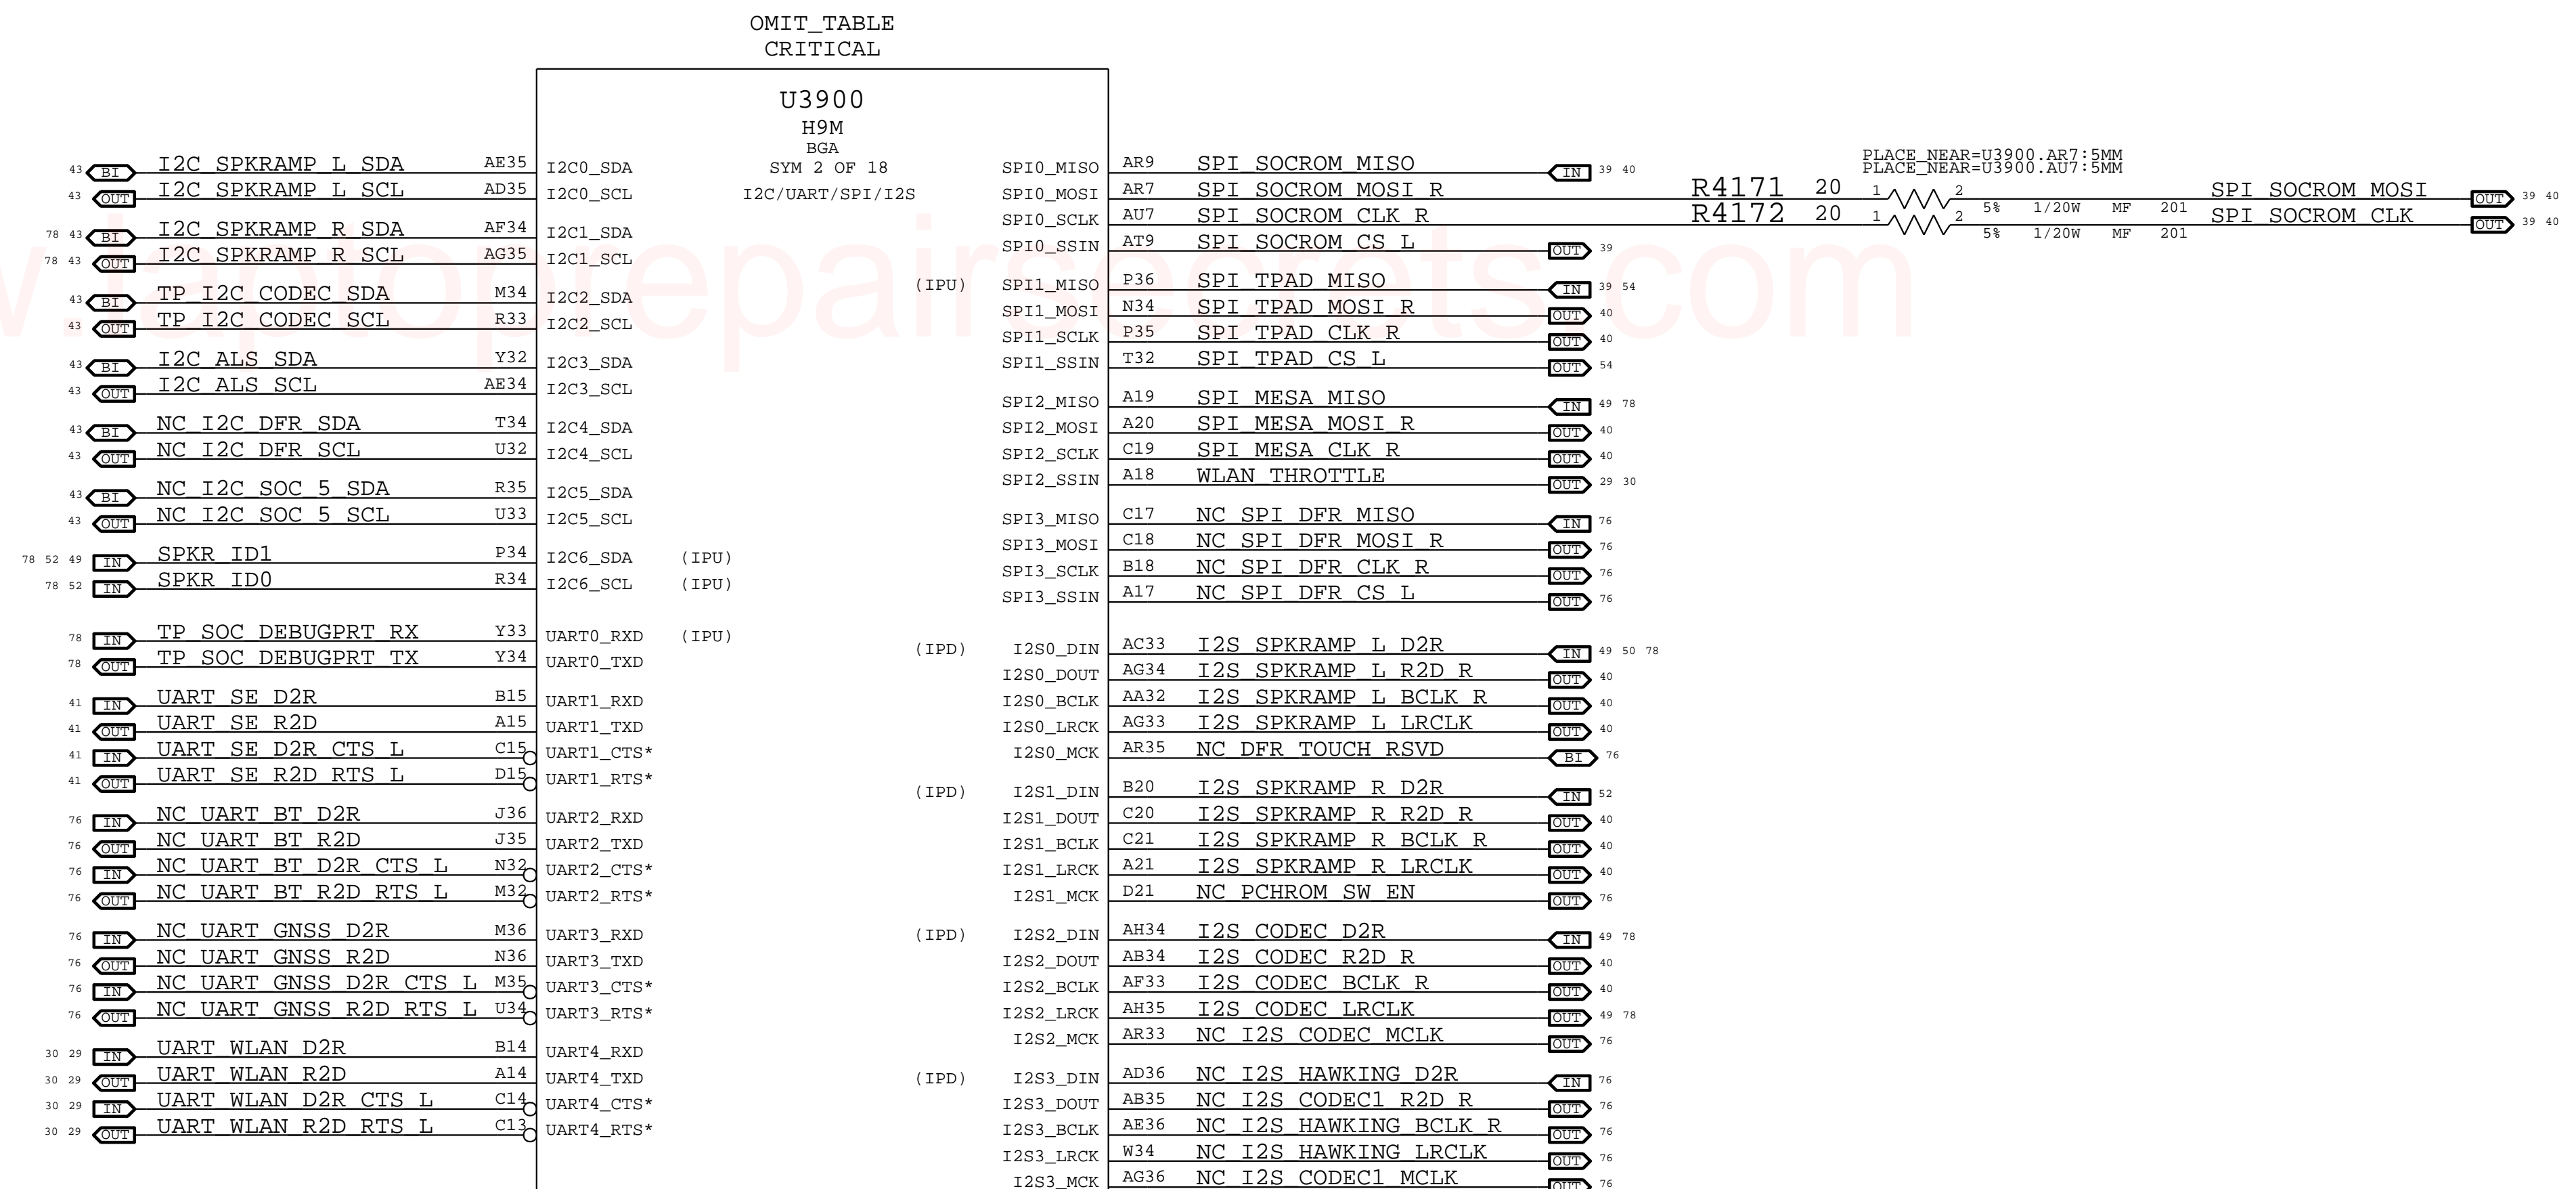 OMIT_TABLE
CRITICAL
U3900
H9M
BGA
SYM 2 OF 18
I2C/UART/SPI/I2S
43 BI I2C_SPKRAMP_L_SDA AE35 I2C0_SDA
43 OUT I2C_SPKRAMP_L_SCL AD35 I2C0_SCL
78 43 BI I2C_SPKRAMP_R_SDA AF34 I2C1_SDA
78 43 OUT I2C_SPKRAMP_R_SCL AG35 I2C1_SCL
43 BI TP_I2C_CODEC_SDA M34 I2C2_SDA
43 OUT TP_I2C_CODEC_SCL R33 I2C2_SCL
43 BI I2C_ALS_SDA Y32 I2C3_SDA
43 OUT I2C_ALS_SCL AE34 I2C3_SCL
43 BI NC_I2C_DFR_SDA T34 I2C4_SDA
43 OUT NC_I2C_DFR_SCL U32 I2C4_SCL
43 BI NC_I2C_SOC_5_SDA R35 I2C5_SDA
43 OUT NC_I2C_SOC_5_SCL U33 I2C5_SCL
78 52 49 IN SPKR_ID1 P34 I2C6_SDA (IPU)
78 52 IN SPKR_ID0 R34 I2C6_SCL (IPU)
78 IN TP_SOC_DEBUGPRT_RX Y33 UART0_RXD (IPU)
78 OUT TP_SOC_DEBUGPRT_TX Y34 UART0_TXD
41 IN UART_SE_D2R B15 UART1_RXD
41 OUT UART_SE_R2D A15 UART1_TXD
41 IN UART_SE_D2R_CTS_L C15 UART1_CTS*
41 OUT UART_SE_R2D_RTS_L D15 UART1_RTS*
76 IN NC_UART_BT_D2R J36 UART2_RXD
76 OUT NC_UART_BT_R2D J35 UART2_TXD
76 IN NC_UART_BT_D2R_CTS_L N32 UART2_CTS*
76 OUT NC_UART_BT_R2D_RTS_L M32 UART2_RTS*
76 IN NC_UART_GNSS_D2R M36 UART3_RXD
76 OUT NC_UART_GNSS_R2D N36 UART3_TXD
76 IN NC_UART_GNSS_D2R_CTS_L M35 UART3_CTS*
76 OUT NC_UART_GNSS_R2D_RTS_L U34 UART3_RTS*
30 29 IN UART_WLAN_D2R B14 UART4_RXD
30 29 OUT UART_WLAN_R2D A14 UART4_TXD
30 29 IN UART_WLAN_D2R_CTS_L C14 UART4_CTS*
30 29 OUT UART_WLAN_R2D_RTS_L C13 UART4_RTS*
SPI0_MISO AR9 SPI_SOCROM_MISO IN 39 40
SPI0_MOSI AR7 SPI_SOCROM_MOSI_R
SPI0_SCLK AU7 SPI_SOCROM_CLK_R
SPI0_SSIN AT9 SPI_SOCROM_CS_L OUT 39
(IPU) SPI1_MISO P36 SPI_TPAD_MISO IN 39 54
SPI1_MOSI N34 SPI_TPAD_MOSI_R OUT 40
SPI1_SCLK P35 SPI_TPAD_CLK_R OUT 40
SPI1_SSIN T32 SPI_TPAD_CS_L OUT 54
SPI2_MISO A19 SPI_MESA_MISO IN 49 78
SPI2_MOSI A20 SPI_MESA_MOSI_R OUT 40
SPI2_SCLK C19 SPI_MESA_CLK_R OUT 40
SPI2_SSIN A18 WLAN_THROTTLE OUT 29 30
SPI3_MISO C17 NC_SPI_DFR_MISO IN 76
SPI3_MOSI C18 NC_SPI_DFR_MOSI_R OUT 76
SPI3_SCLK B18 NC_SPI_DFR_CLK_R OUT 76
SPI3_SSIN A17 NC_SPI_DFR_CS_L OUT 76
(IPD) I2S0_DIN AC33 I2S_SPKRAMP_L_D2R IN 49 50 78
I2S0_DOUT AG34 I2S_SPKRAMP_L_R2D_R OUT 40
I2S0_BCLK AA32 I2S_SPKRAMP_L_BCLK_R OUT 40
I2S0_LRCK AG33 I2S_SPKRAMP_L_LRCLK OUT 40
I2S0_MCK AR35 NC_DFR_TOUCH_RSVD BI 76
(IPD) I2S1_DIN B20 I2S_SPKRAMP_R_D2R IN 52
I2S1_DOUT C20 I2S_SPKRAMP_R_R2D_R OUT 40
I2S1_BCLK C21 I2S_SPKRAMP_R_BCLK_R OUT 40
I2S1_LRCK A21 I2S_SPKRAMP_R_LRCLK OUT 40
I2S1_MCK D21 NC_PCHROM_SW_EN OUT 76
(IPD) I2S2_DIN AH34 I2S_CODEC_D2R IN 49 78
I2S2_DOUT AB34 I2S_CODEC_R2D_R OUT 40
I2S2_BCLK AF33 I2S_CODEC_BCLK_R OUT 40
I2S2_LRCK AH35 I2S_CODEC_LRCLK OUT 49 78
I2S2_MCK AR33 NC_I2S_CODEC_MCLK OUT 76
(IPD) I2S3_DIN AD36 NC_I2S_HAWKING_D2R IN 76
I2S3_DOUT AB35 NC_I2S_CODEC1_R2D_R OUT 76
I2S3_BCLK AE36 NC_I2S_HAWKING_BCLK_R OUT 76
I2S3_LRCK W34 NC_I2S_HAWKING_LRCLK OUT 76
I2S3_MCK AG36 NC_I2S_CODEC1_MCLK OUT 76
PLACE_NEAR=U3900.AR7:5MM
PLACE_NEAR=U3900.AU7:5MM
R4171 20 1 2 SPI_SOCROM_MOSI OUT 39 40
5% 1/20W MF 201
R4172 20 1 2 SPI_SOCROM_CLK OUT 39 40
5% 1/20W MF 201
w.laptoprepairsecrets.com